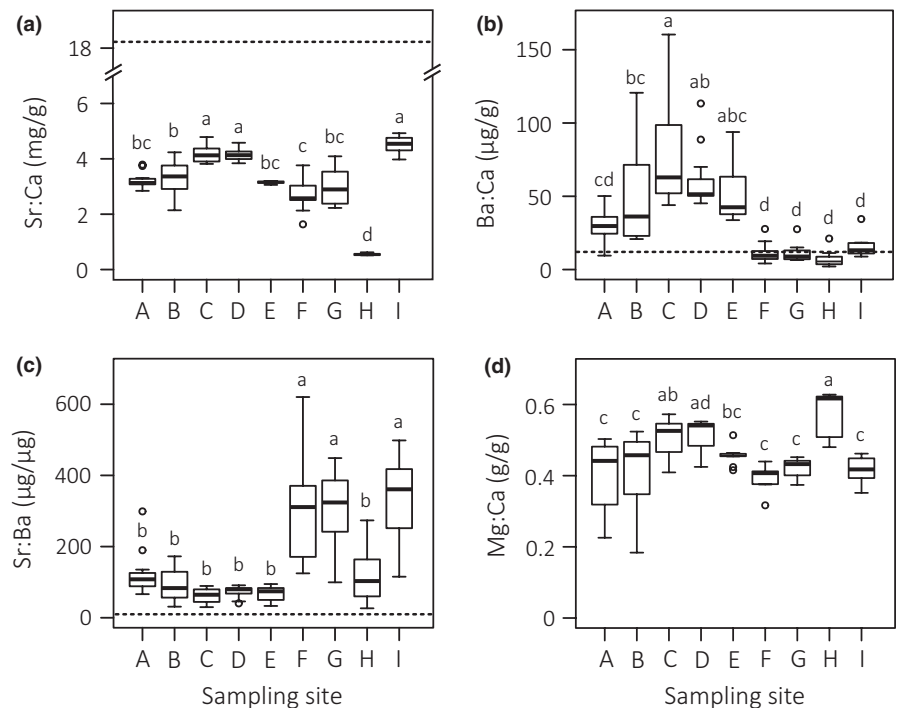 (a)
Sr:Ca (mg/g)
18
6
4
2
0
bc b a a bc c bc d a
A B C D E F G H I
(b)
Ba:Ca (µg/g)
150
100
50
0
cd bc a ab abc d d d d
A B C D E F G H I
(c)
Sr:Ba (µg/µg)
600
400
200
0
b b b b b a a b a
A B C D E F G H I
Sampling site
(d)
Mg:Ca (g/g)
0.6
0.4
0.2
0
c c ab ad bc c c a c
A B C D E F G H I
Sampling site